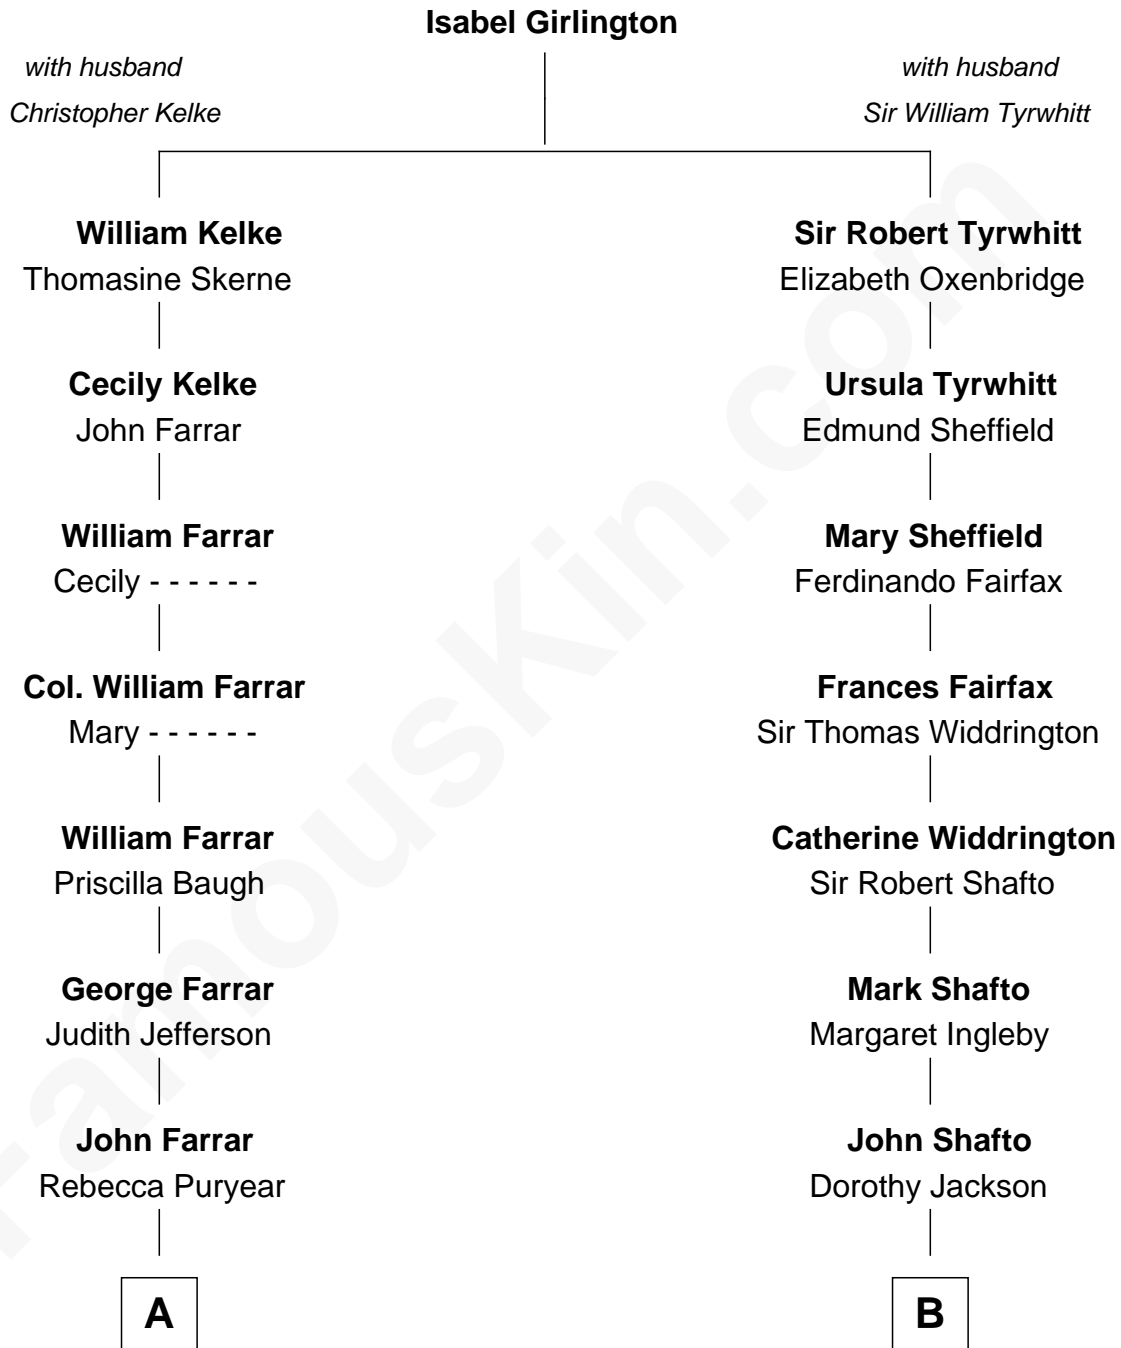 Isabel Girlington
with husband
Christopher Kelke
with husband
Sir William Tyrwhitt
William Kelke
Thomasine Skerne
Sir Robert Tyrwhitt
Elizabeth Oxenbridge
Cecily Kelke
John Farrar
Ursula Tyrwhitt
Edmund Sheffield
William Farrar
Cecily - - - - - -
Mary Sheffield
Ferdinando Fairfax
Col. William Farrar
Mary - - - - - -
Frances Fairfax
Sir Thomas Widdrington
William Farrar
Priscilla Baugh
Catherine Widdrington
Sir Robert Shafto
George Farrar
Judith Jefferson
Mark Shafto
Margaret Ingleby
John Farrar
Rebecca Puryear
John Shafto
Dorothy Jackson
A
B
FamousKin.com